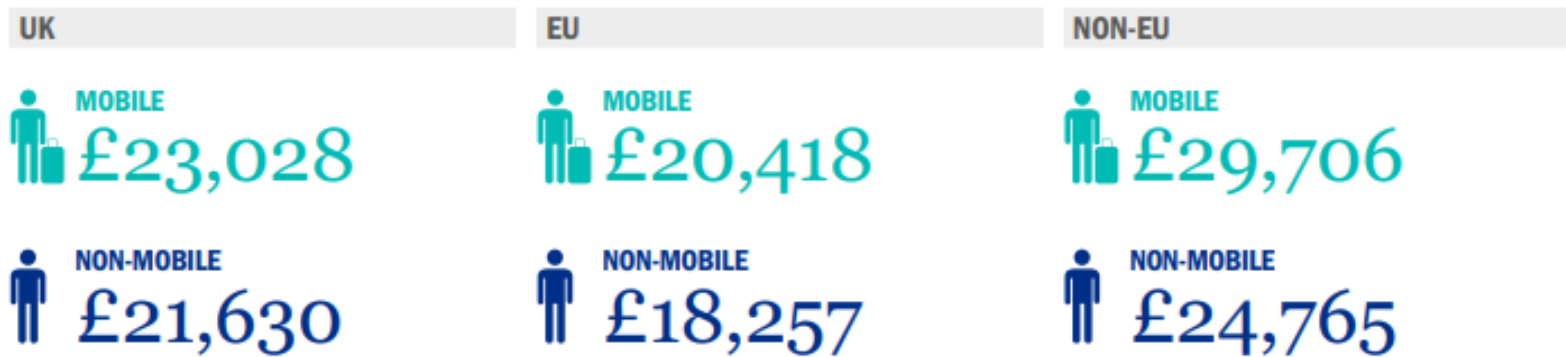 UK
MOBILE
£23,028
NON-MOBILE
£21,630
EU
MOBILE
£20,418
NON-MOBILE
£18,257
NON-EU
MOBILE
£29,706
NON-MOBILE
£24,765